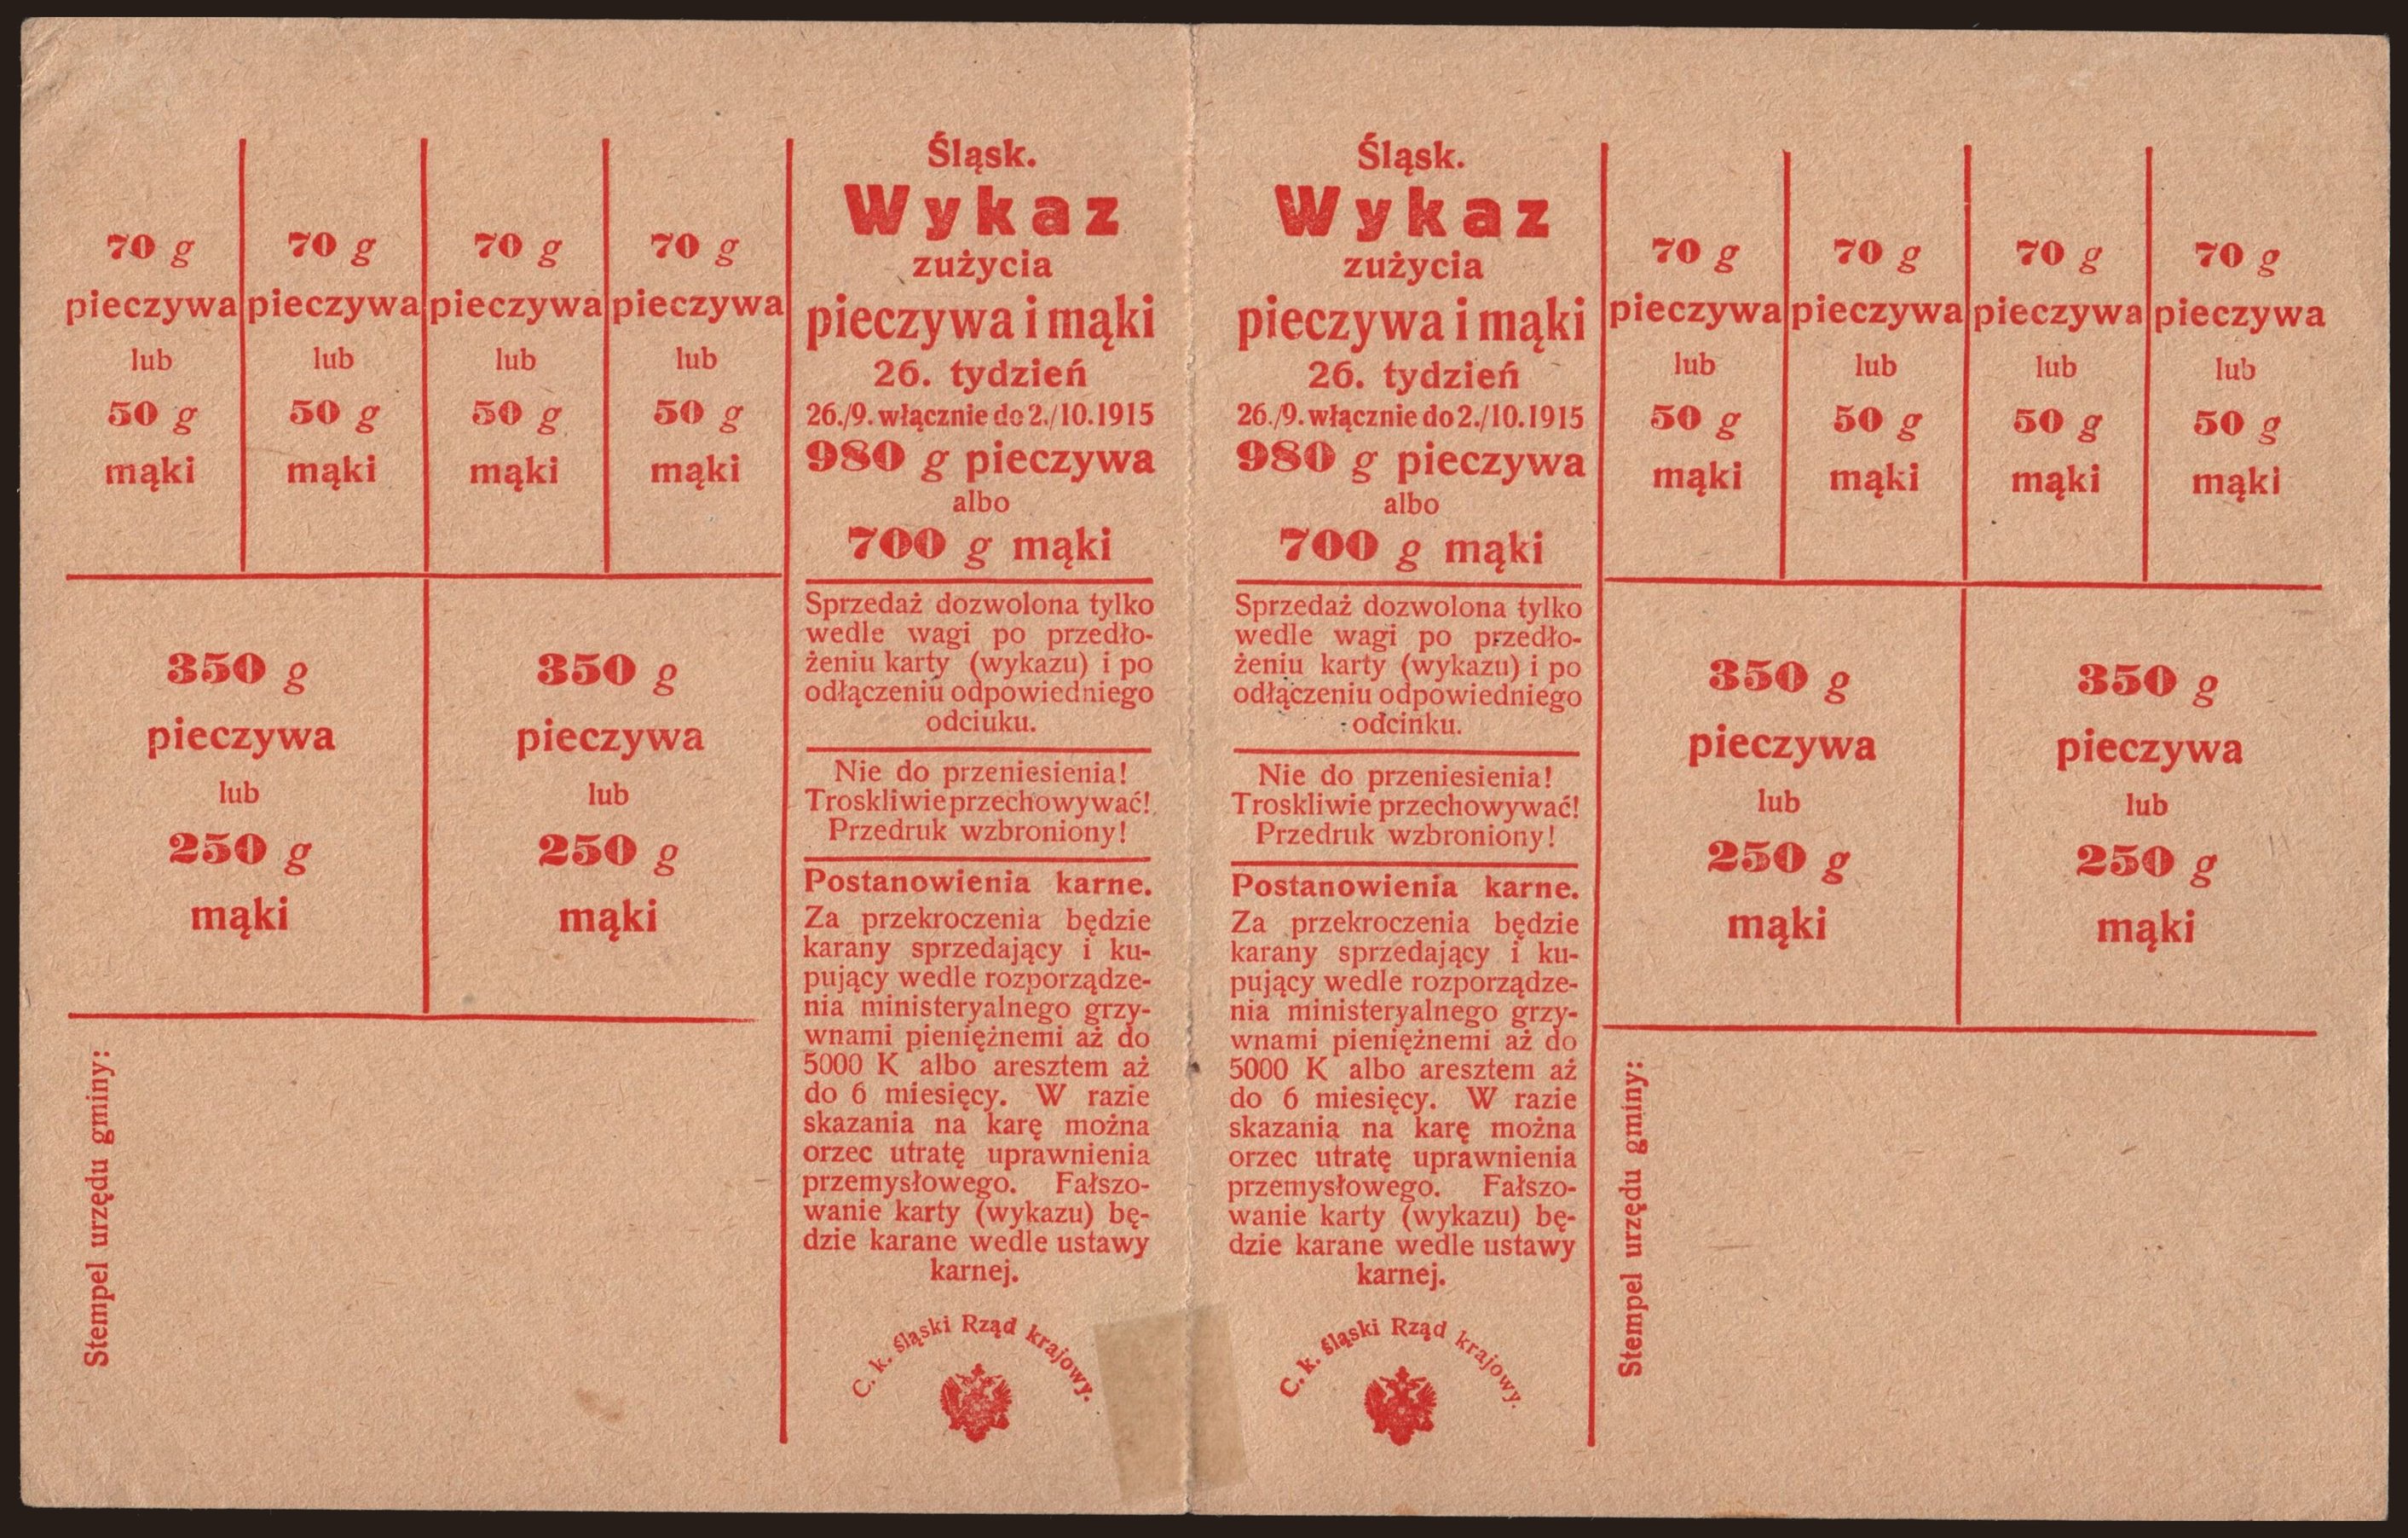 70 g
pieczywa
lub
50 g
mąki
70 g
pieczywa
lub
50 g
mąki
70 g
pieczywa
lub
50 g
mąki
70 g
pieczywa
lub
50 g
mąki
350 g
pieczywa
lub
250 g
mąki
350 g
pieczywa
lub
250 g
mąki
Stempel urzędu gminy:
Śląsk.
Wykaz
zużycia
pieczywa i mąki
26. tydzień
26./9. włącznie do 2./10.1915
980 g pieczywa
albo
700 g mąki
Sprzedaż dozwolona tylko
wedle wagi po przedło-
żeniu karty (wykazu) i po
odłączeniu odpowiedniego
odciuku.
Nie do przeniesienia!
Troskliwie przechowywać!
Przedruk wzbroniony!
Postanowienia karne.
Za przekroczenia będzie
karany sprzedający i ku-
pujący wedle rozporządze-
nia ministeryalnego grzy-
wnami pieniężnemi aż do
5000 K albo aresztem aż
do 6 miesięcy. W razie
skazania na karę można
orzec utratę uprawnienia
przemysłowego. Fałszo-
wanie karty (wykazu) bę-
dzie karane wedle ustawy
karnej.
C. k. śląski Rząd krajowy.
Śląsk.
Wykaz
zużycia
pieczywa i mąki
26. tydzień
26./9. włącznie do 2./10.1915
980 g pieczywa
albo
700 g mąki
Sprzedaż dozwolona tylko
wedle wagi po przedło-
żeniu karty (wykazu) i po
odłączeniu odpowiedniego
odcinku.
Nie do przeniesienia!
Troskliwie przechowywać!
Przedruk wzbroniony!
Postanowienia karne.
Za przekroczenia będzie
karany sprzedający i ku-
pujący wedle rozporządze-
nia ministeryalnego grzy-
wnami pieniężnemi aż do
5000 K albo aresztem aż
do 6 miesięcy. W razie
skazania na karę można
orzec utratę uprawnienia
przemysłowego. Fałszo-
wanie karty (wykazu) bę-
dzie karane wedle ustawy
karnej.
C. k. śląski Rząd krajowy.
70 g
pieczywa
lub
50 g
mąki
70 g
pieczywa
lub
50 g
mąki
70 g
pieczywa
lub
50 g
mąki
70 g
pieczywa
lub
50 g
mąki
350 g
pieczywa
lub
250 g
mąki
350 g
pieczywa
lub
250 g
mąki
Stempel urzędu gminy: